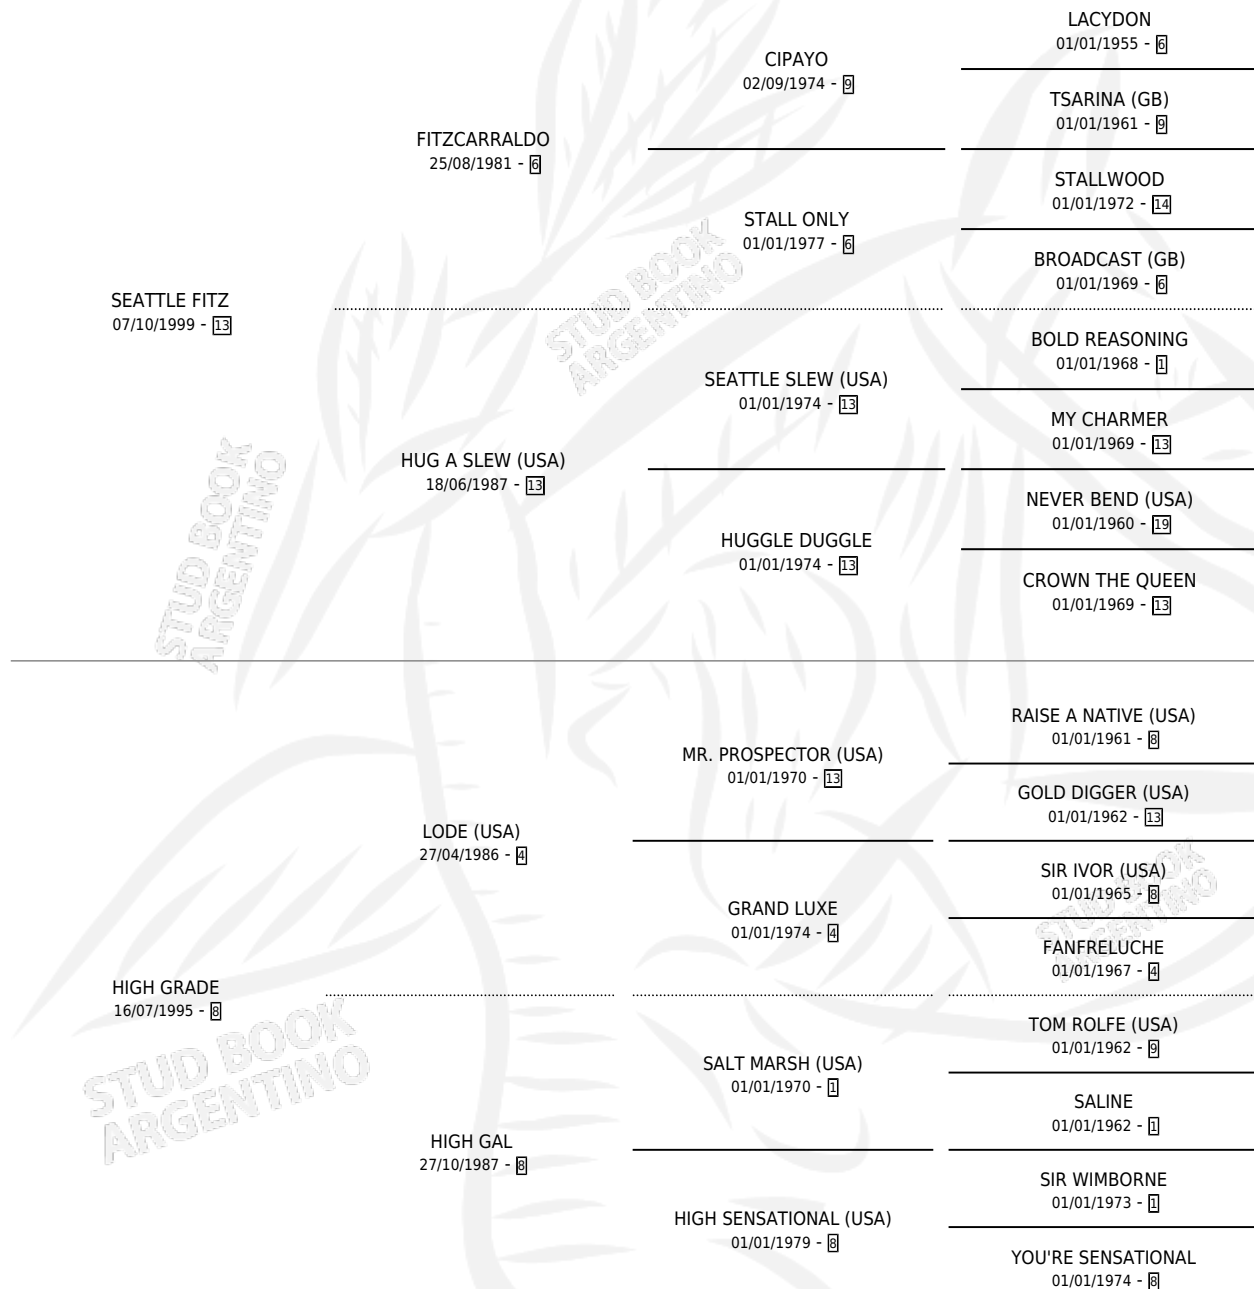 LACYDON
01/01/1955 - 6
CIPAYO
02/09/1974 - 9
TSARINA (GB)
01/01/1961 - 9
FITZCARRALDO
25/08/1981 - 6
STALLWOOD
01/01/1972 - 14
STALL ONLY
01/01/1977 - 6
BROADCAST (GB)
01/01/1969 - 6
SEATTLE FITZ
07/10/1999 - 13
STUD BOOK
ARGENTINO
BOLD REASONING
01/01/1968 - 1
SEATTLE SLEW (USA)
01/01/1974 - 13
MY CHARMER
01/01/1969 - 13
HUG A SLEW (USA)
18/06/1987 - 13
NEVER BEND (USA)
01/01/1960 - 19
HUGGLE DUGGLE
01/01/1974 - 13
CROWN THE QUEEN
01/01/1969 - 13
STUD BOOK
ARGENTINO
RAISE A NATIVE (USA)
01/01/1961 - 8
MR. PROSPECTOR (USA)
01/01/1970 - 13
GOLD DIGGER (USA)
01/01/1962 - 13
LODE (USA)
27/04/1986 - 4
SIR IVOR (USA)
01/01/1965 - 8
GRAND LUXE
01/01/1974 - 4
STUD BOOK
ARGENTINO
FANFRELUCHE
01/01/1967 - 4
HIGH GRADE
16/07/1995 - 8
TOM ROLFE (USA)
01/01/1962 - 9
STUD BOOK
ARGENTINO
SALT MARSH (USA)
01/01/1970 - 1
SALINE
01/01/1962 - 1
HIGH GAL
27/10/1987 - 8
SIR WIMBORNE
01/01/1973 - 1
HIGH SENSATIONAL (USA)
01/01/1979 - 8
YOU'RE SENSATIONAL
01/01/1974 - 8